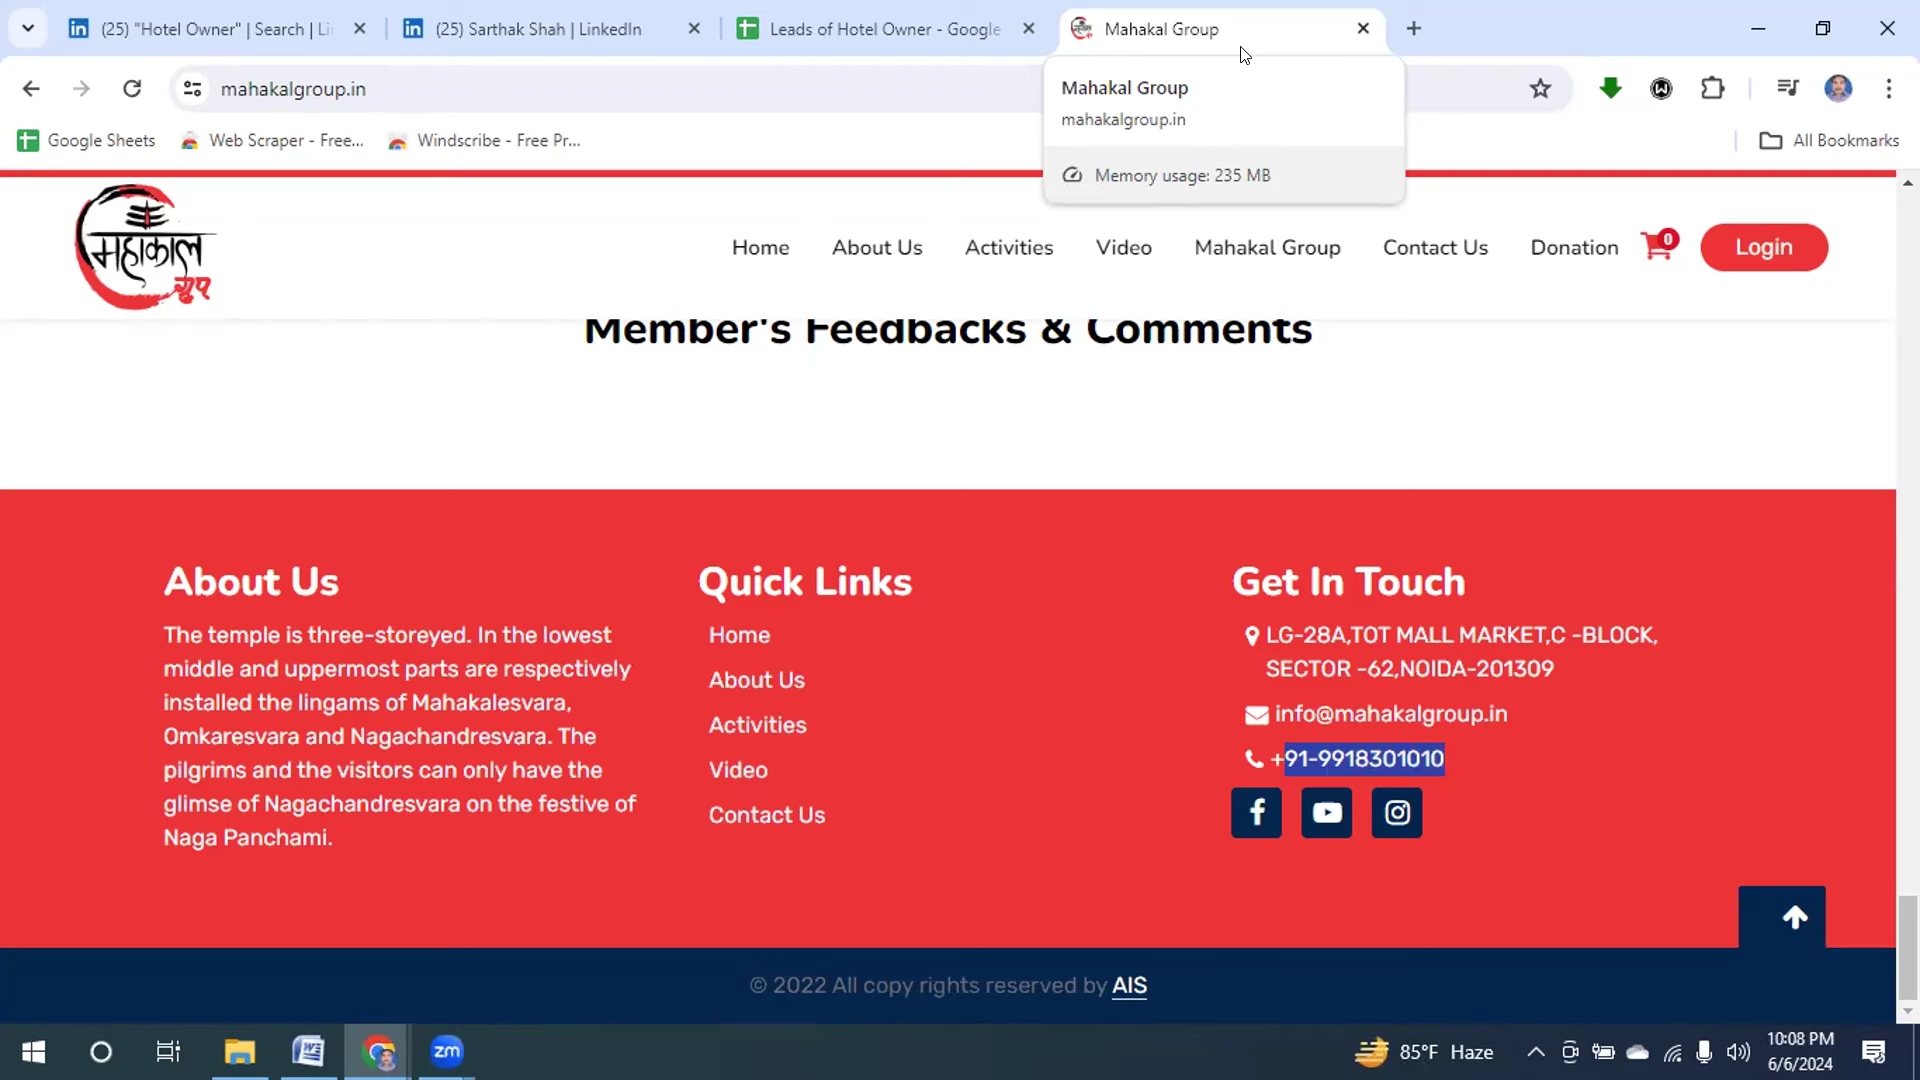 (25) "Hotel Owner" | Search | Lin
(25) Sarthak Shah | LinkedIn
Leads of Hotel Owner - Google
Mahakal Group
mahakalgroup.in
Mahakal Group
mahakalgroup.in
Memory usage: 235 MB
Google Sheets
Web Scraper - Free...
Windscribe - Free Pr...
All Bookmarks
महाकाल
ग्रुप
Home
About Us
Activities
Video
Mahakal Group
Contact Us
Donation
0
Login
Member's Feedbacks & Comments
About Us
The temple is three-storeyed. In the lowest
middle and uppermost parts are respectively
installed the lingams of Mahakalesvara,
Omkaresvara and Nagachandresvara. The
pilgrims and the visitors can only have the
glimse of Nagachandresvara on the festive of
Naga Panchami.
Quick Links
Home
About Us
Activities
Video
Contact Us
Get In Touch
LG-28A,TOT MALL MARKET,C -BLOCK,
SECTOR -62,NOIDA-201309
info@mahakalgroup.in
+91-9918301010
© 2022 All copy rights reserved by AIS
zm
85°F Haze
10:08 PM
6/6/2024